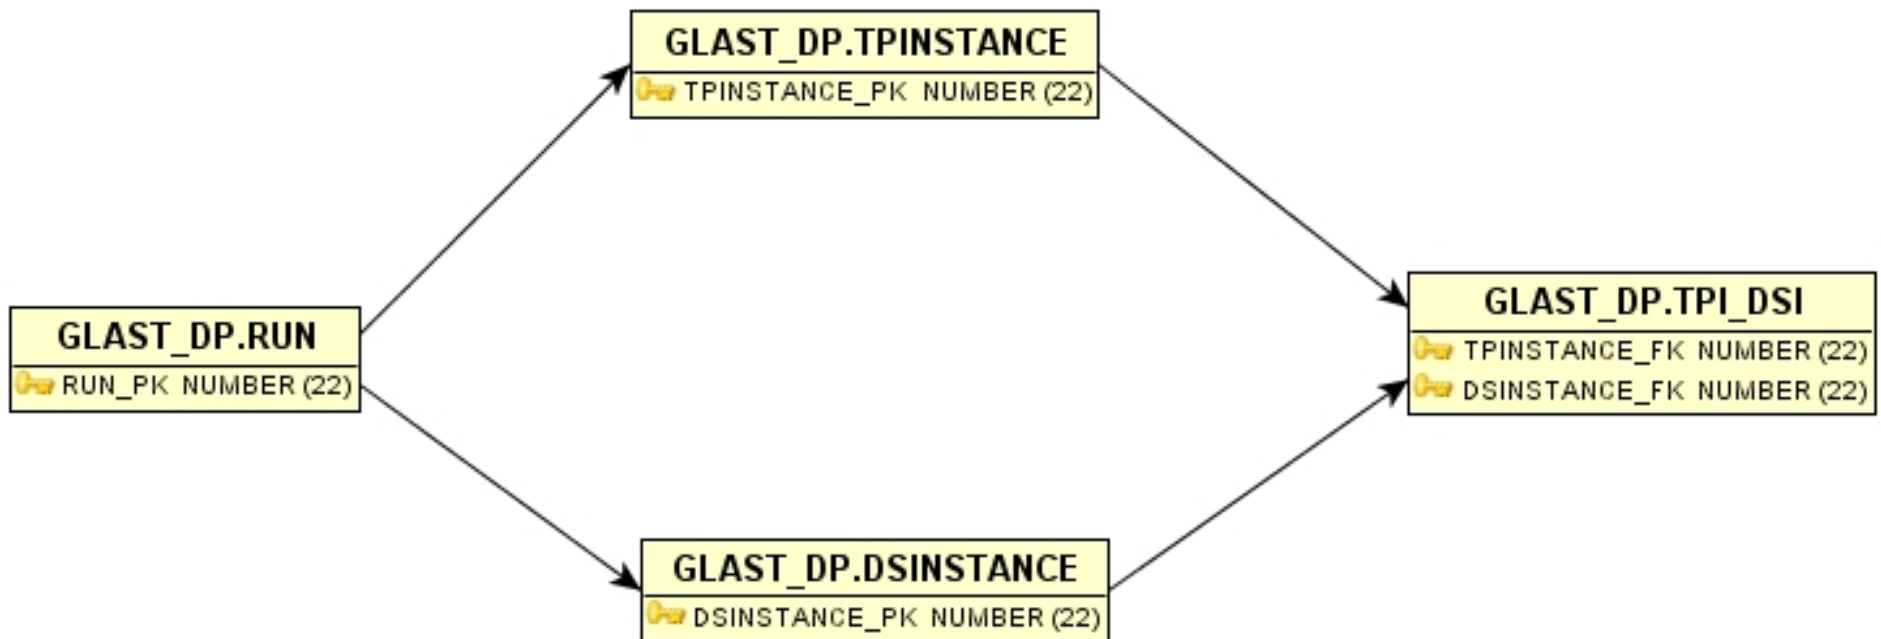 GLAST_DP.TPINSTANCE
TPINSTANCE_PK NUMBER (22)
GLAST_DP.RUN
RUN_PK NUMBER (22)
GLAST_DP.TPI_DSI
TPINSTANCE_FK NUMBER (22)
DSINSTANCE_FK NUMBER (22)
GLAST_DP.DSINSTANCE
DSINSTANCE_PK NUMBER (22)